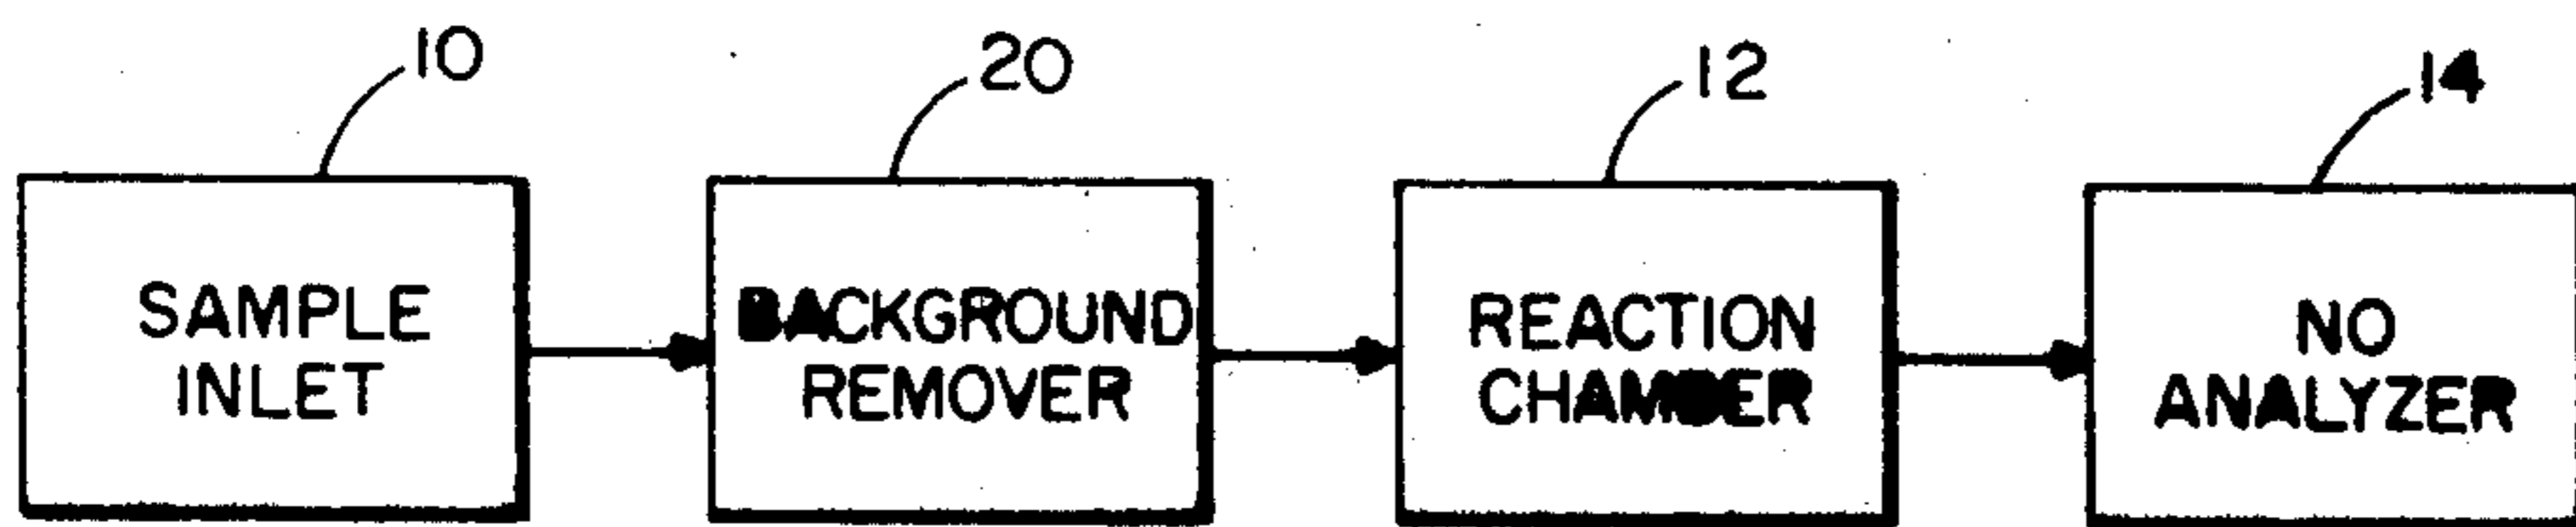 10
20
12
14
SAMPLE
INLET
BACKGROUND
REMOVER
REACTION
CHAMBER
NO
ANALYZER